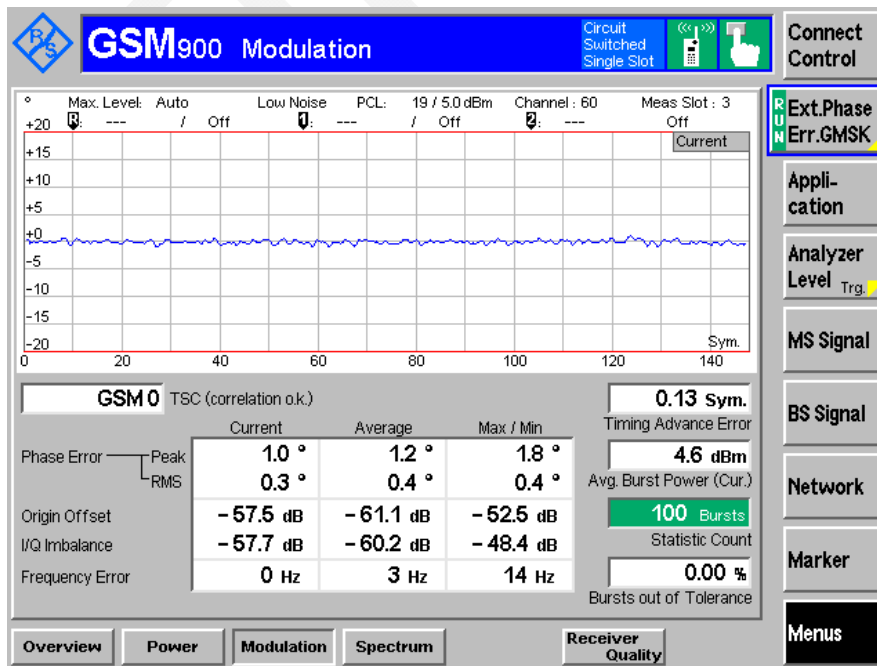 R&S
GSM900 Modulation
Circuit
Switched
Single Slot
Connect
Control
° Max. Level: Auto Low Noise PCL: 19 / 5.0 dBm Channel : 60 Meas Slot : 3
R: --- / Off 1: --- / Off 2: --- Off
Current
+20
+15
+10
+5
+0
-5
-10
-15
-20
Sym.
0 20 40 60 80 100 120 140
RUN
Ext.Phase
Err.GMSK
Appli-
cation
Analyzer
Level Trg.
MS Signal
BS Signal
Network
Marker
Menus
GSM 0 TSC (correlation o.k.)
0.13 Sym.
Timing Advance Error
Current Average Max / Min
Phase Error Peak 1.0 ° 1.2 ° 1.8 °
RMS 0.3 ° 0.4 ° 0.4 °
4.6 dBm
Avg. Burst Power (Cur.)
Origin Offset -57.5 dB -61.1 dB -52.5 dB
I/Q Imbalance -57.7 dB -60.2 dB -48.4 dB
Frequency Error 0 Hz 3 Hz 14 Hz
100 Bursts
Statistic Count
0.00 %
Bursts out of Tolerance
Overview
Power
Modulation
Spectrum
Receiver
Quality